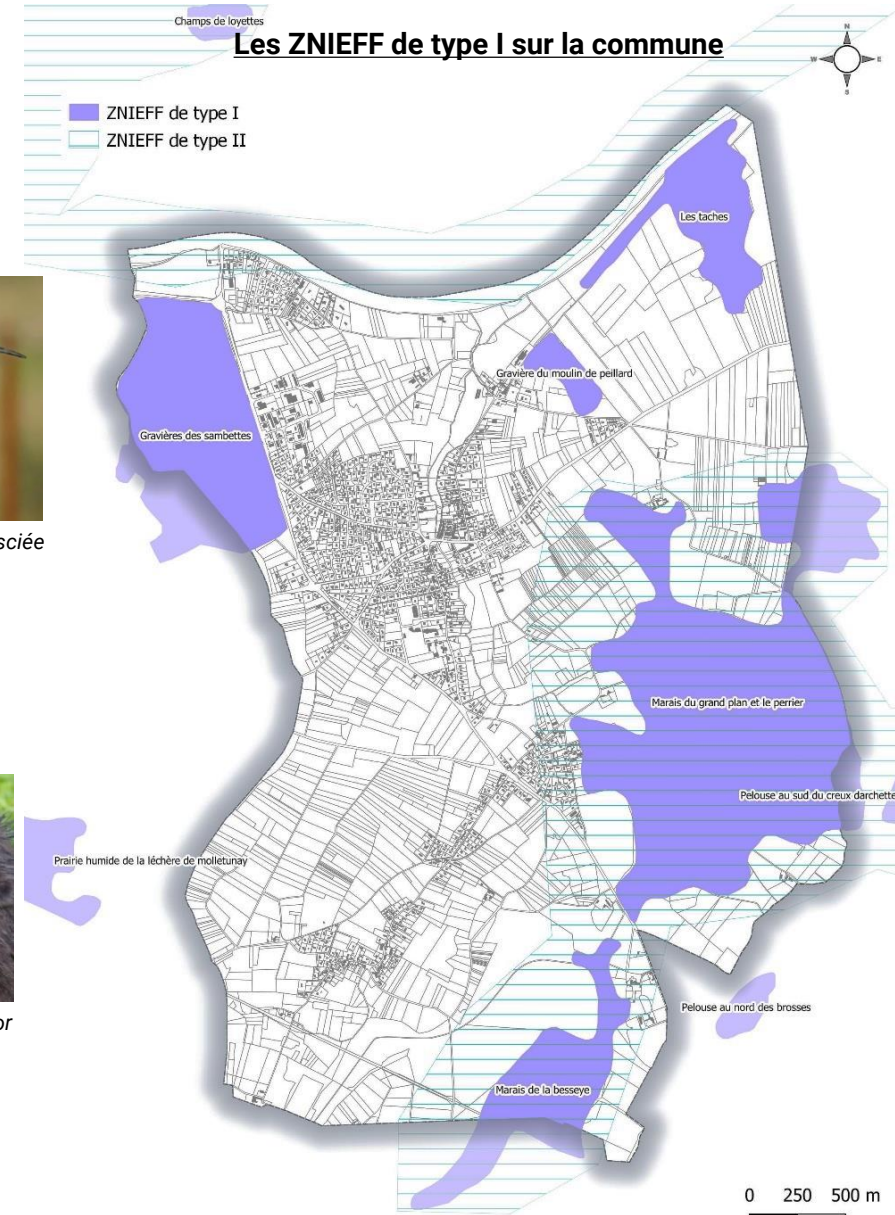 Champs de loyettes
Les ZNIEFF de type I sur la commune
N
W
E
S
ZNIEFF de type I
ZNIEFF de type II
Les taches
Gravière du moulin de peillard
Gravières des sambettes
sciée
Marais du grand plan et le perrier
Pelouse au sud du creux darchette
Prairie humide de la léchère de molletunay
Pelouse au nord des brosses
or
Marais de la besseye
0 250 500 m